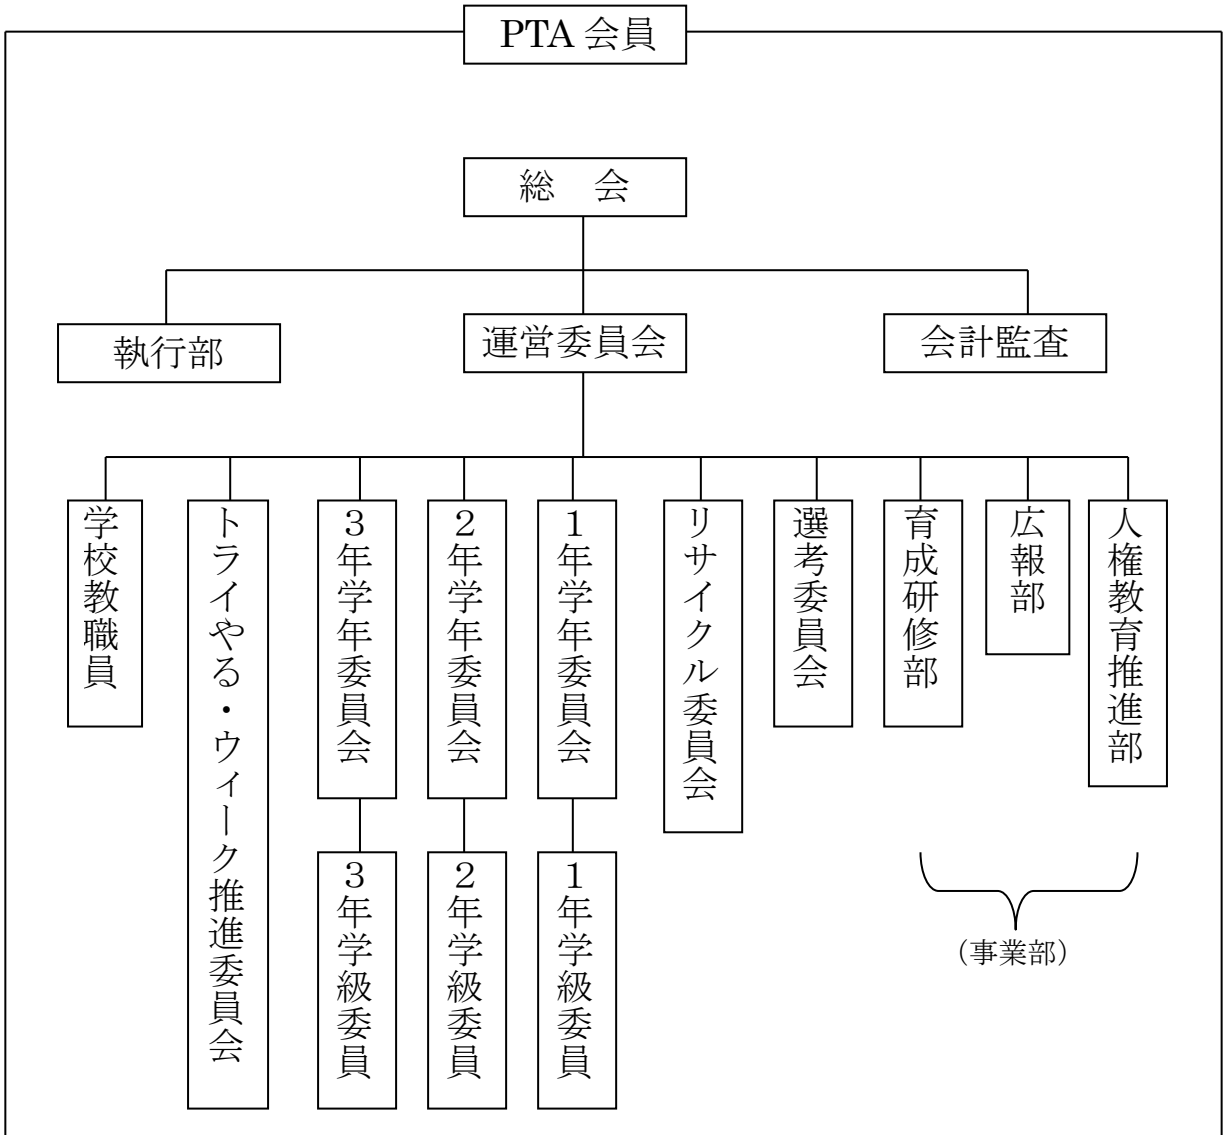 PTA 会員
総　会
執行部
運営委員会
会計監査
学校教職員
トライやる・ウィーク推進委員会
３年学年委員会
２年学年委員会
１年学年委員会
リサイクル委員会
選考委員会
育成研修部
広報部
人権教育推進部
３年学級委員
２年学級委員
１年学級委員
（事業部）